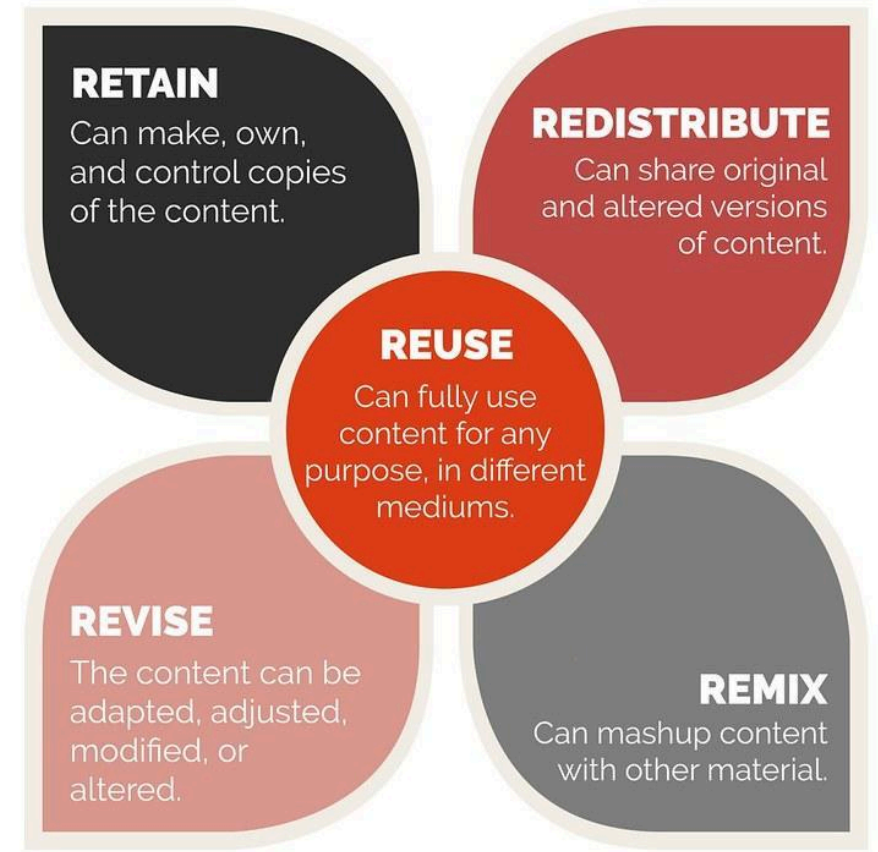 RETAIN
Can make, own,
and control copies
of the content.
REDISTRIBUTE
Can share original
and altered versions
of content.
REUSE
Can fully use
content for any
purpose, in different
mediums.
REVISE
The content can be
adapted, adjusted,
modified, or
altered.
REMIX
Can mashup content
with other material.